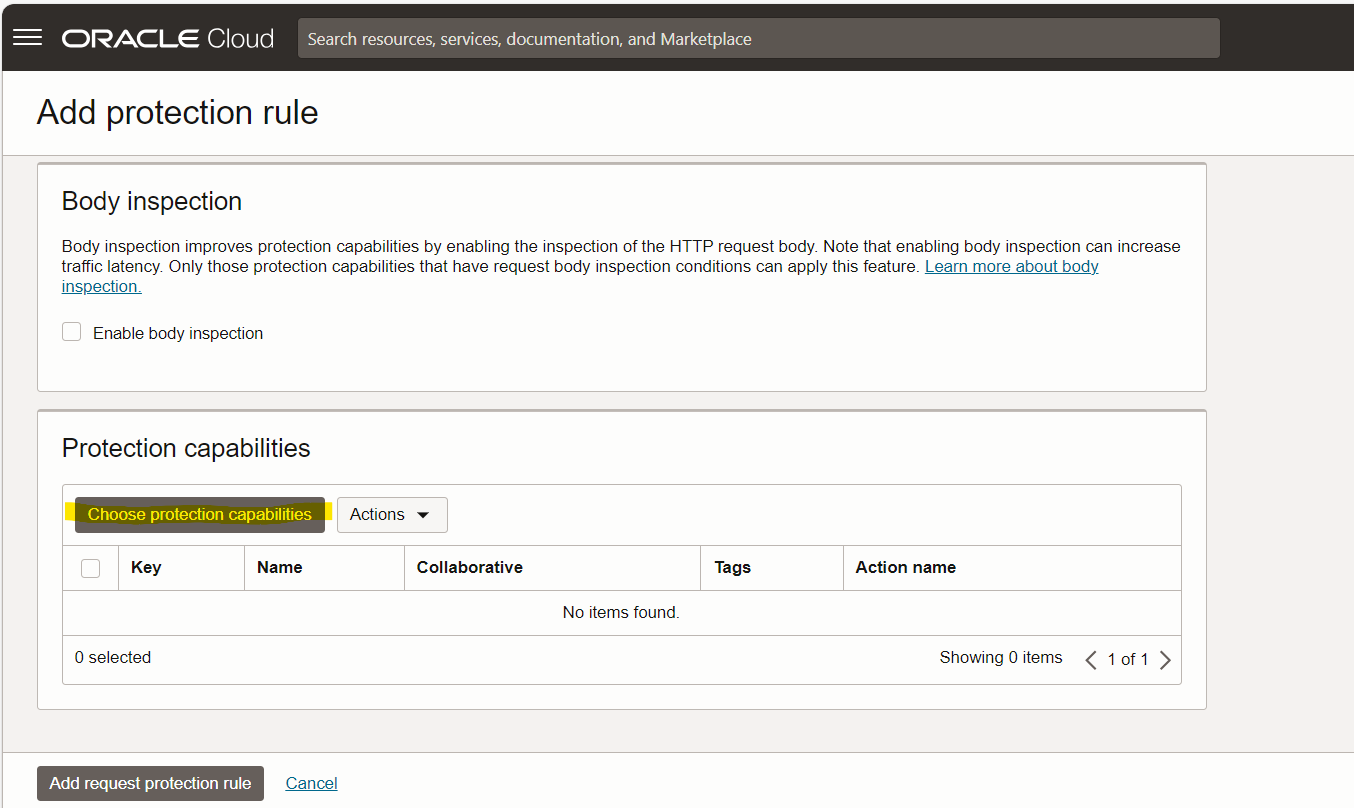 ORACLE Cloud
Search resources, services, documentation, and Marketplace
Add protection rule
Body inspection
Body inspection improves protection capabilities by enabling the inspection of the HTTP request body. Note that enabling body inspection can increase
traffic latency. Only those protection capabilities that have request body inspection conditions can apply this feature. Learn more about body
inspection.
Enable body inspection
Protection capabilities
Choose protection capabilities Actions
Key Name Collaborative Tags Action name
No items found.
0 selected Showing 0 items 1 of 1
Add request protection rule Cancel